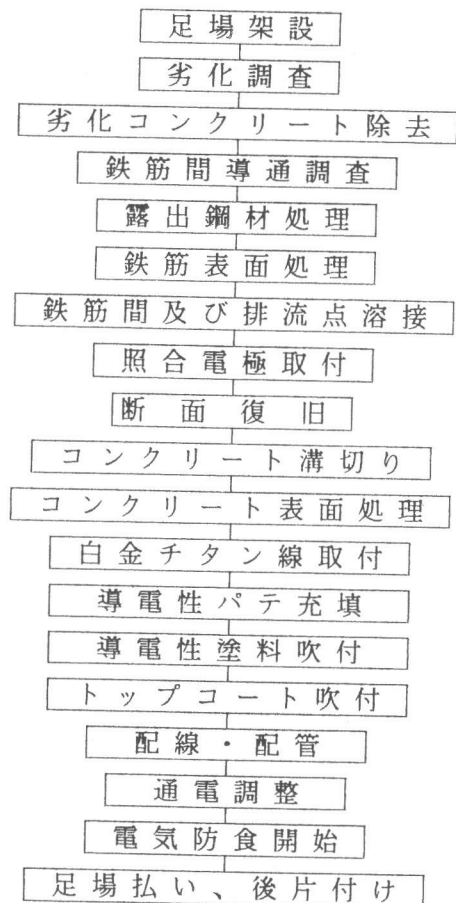 足場架設
劣化調査
劣化コンクリート除去
鉄筋間導通調査
露出鋼材処理
鉄筋表面処理
鉄筋間及び排流点溶接
照合電極取付
断面復旧
コンクリート溝切り
コンクリート表面処理
白金チタン線取付
導電性パテ充填
導電性塗料吹付
トップコート吹付
配線・配管
通電調整
電気防食開始
足場払い、後片付け